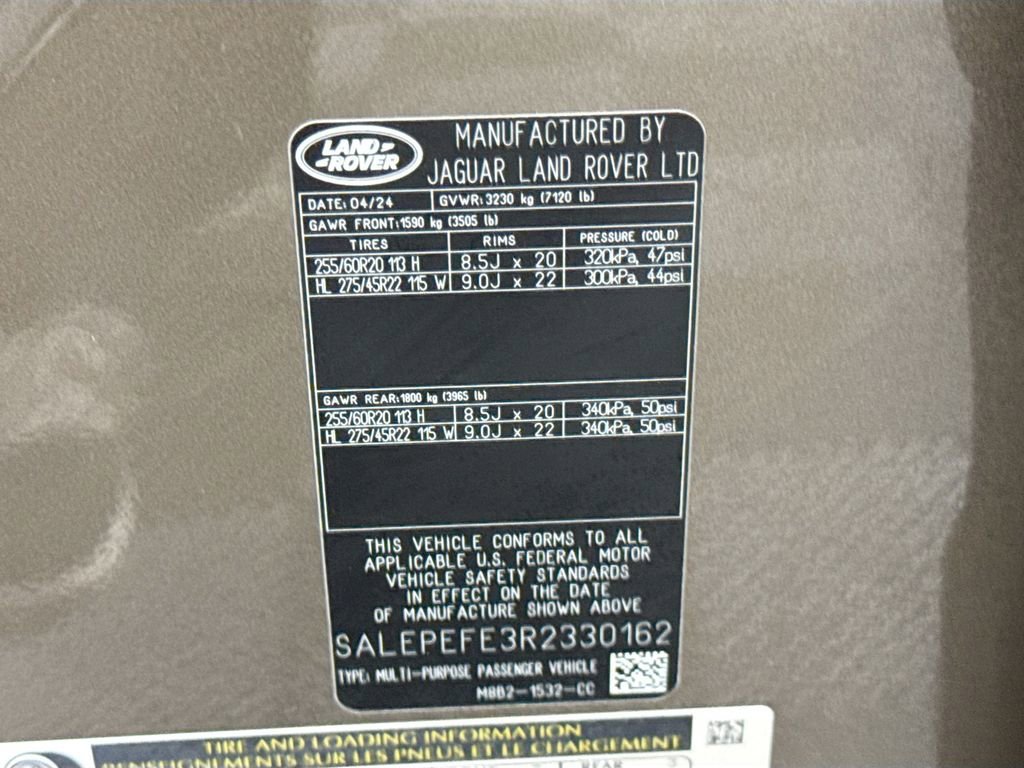 LAND ROVER
MANUFACTURED BY
JAGUAR LAND ROVER LTD
DATE: 04/24 GVWR: 3230 kg (7120 lb)
GAWR FRONT: 1590 kg (3505 lb)
TIRES RIMS PRESSURE (COLD)
255/60R20 113 H 8.5J x 20 320kPa, 47psi
HL 275/45R22 115 W 9.0J x 22 300kPa, 44psi
GAWR REAR: 1800 kg (3965 lb)
255/60R20 113 H 8.5J x 20 340kPa, 50psi
HL 275/45R22 115 W 9.0J x 22 340kPa, 50psi
THIS VEHICLE CONFORMS TO ALL
APPLICABLE U.S. FEDERAL MOTOR
VEHICLE SAFETY STANDARDS
IN EFFECT ON THE DATE
OF MANUFACTURE SHOWN ABOVE
SALEPEFE3R2330162
TYPE: MULTI-PURPOSE PASSENGER VEHICLE
M8B2-1532-CC
TIRE AND LOADING INFORMATION
RENSEIGNEMENTS SUR LES PNEUS ET LE CHARGEMENT
REAR